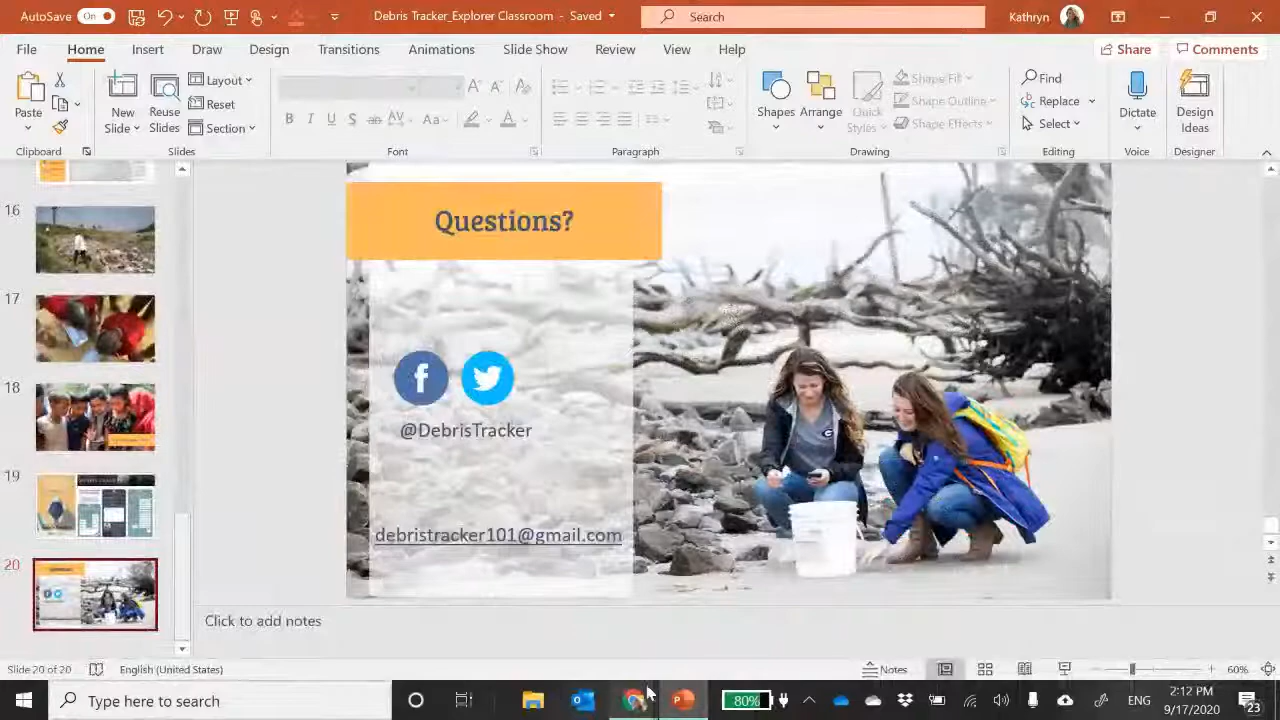 AutoSave On Debris Tracker_Explorer Classroom - Saved Search Kathryn
File Home Insert Draw Design Transitions Animations Slide Show Review View Help Share Comments
Paste New Slide Reuse Slides Layout Reset Section Shapes Arrange Quick Styles Shape Fill Shape Outline Shape Effects Find Replace Select Dictate Design Ideas
Clipboard Slides Font Paragraph Drawing Editing Voice Designer
16
17
18
19
20
Questions?
@DebrisTracker
debristracker101@gmail.com
Click to add notes
Slide 20 of 20 English (United States) Notes 60%
Type here to search 80% ENG 2:12 PM
9/17/2020 23